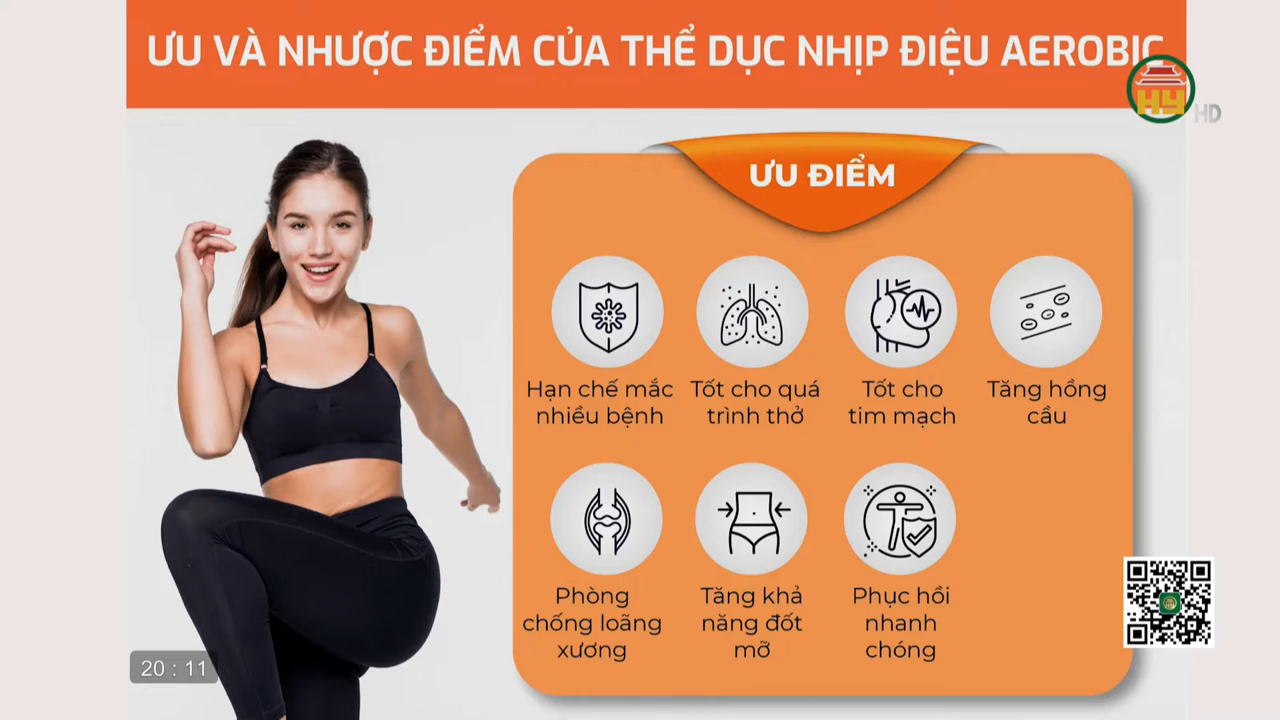 ƯU VÀ NHƯỢC ĐIỂM CỦA THỂ DỤC NHỊP ĐIỆU AEROBIC
HY
HD
ƯU ĐIỂM
Hạn chế mắc
nhiều bệnh
Tốt cho quá
trình thở
Tốt cho
tim mạch
Tăng hồng
cầu
Phòng
chống loãng
xương
Tăng khả
năng đốt
mỡ
Phục hồi
nhanh
chóng
20 : 11